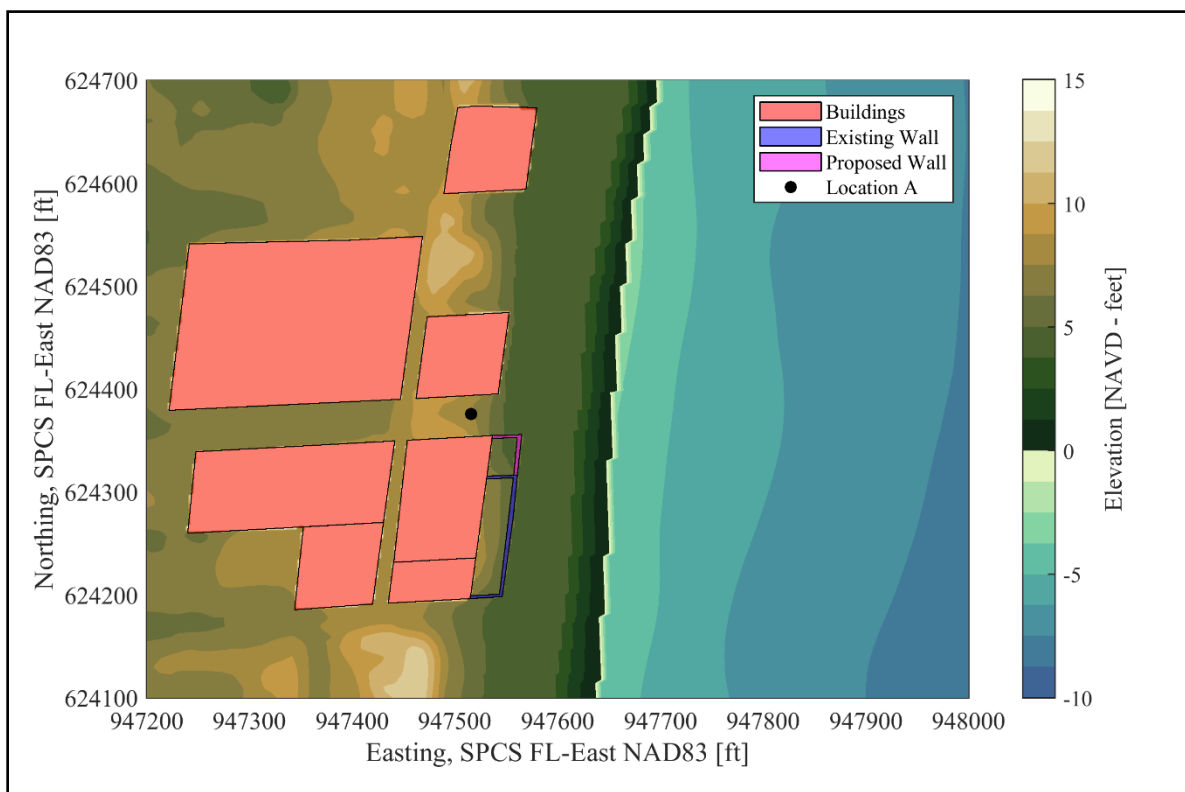 624700
624600
624500
624400
624300
624200
624100
Northing, SPCS FL-East NAD83 [ft]
947200 947300 947400 947500 947600 947700 947800 947900 948000
Easting, SPCS FL-East NAD83 [ft]
Buildings
Existing Wall
Proposed Wall
Location A
15
10
5
0
-5
-10
Elevation [NAVD - feet]